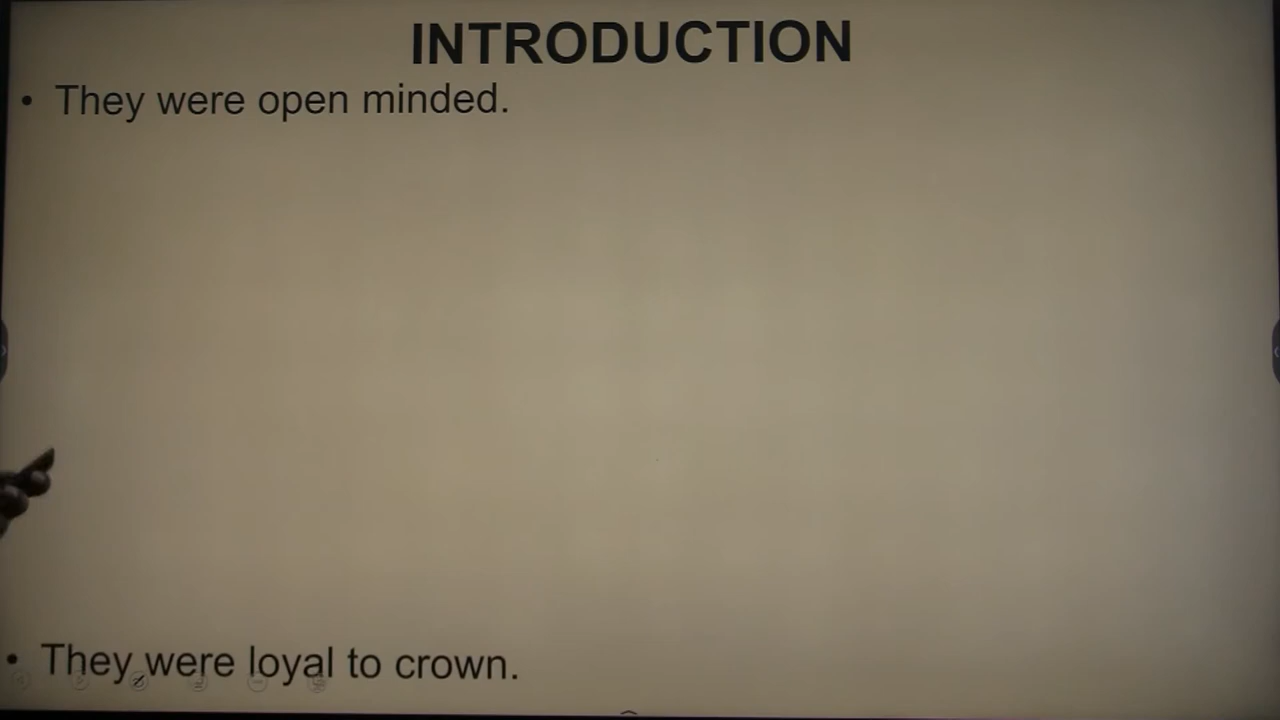 INTRODUCTION
• They were open minded.
• They were loyal to crown.